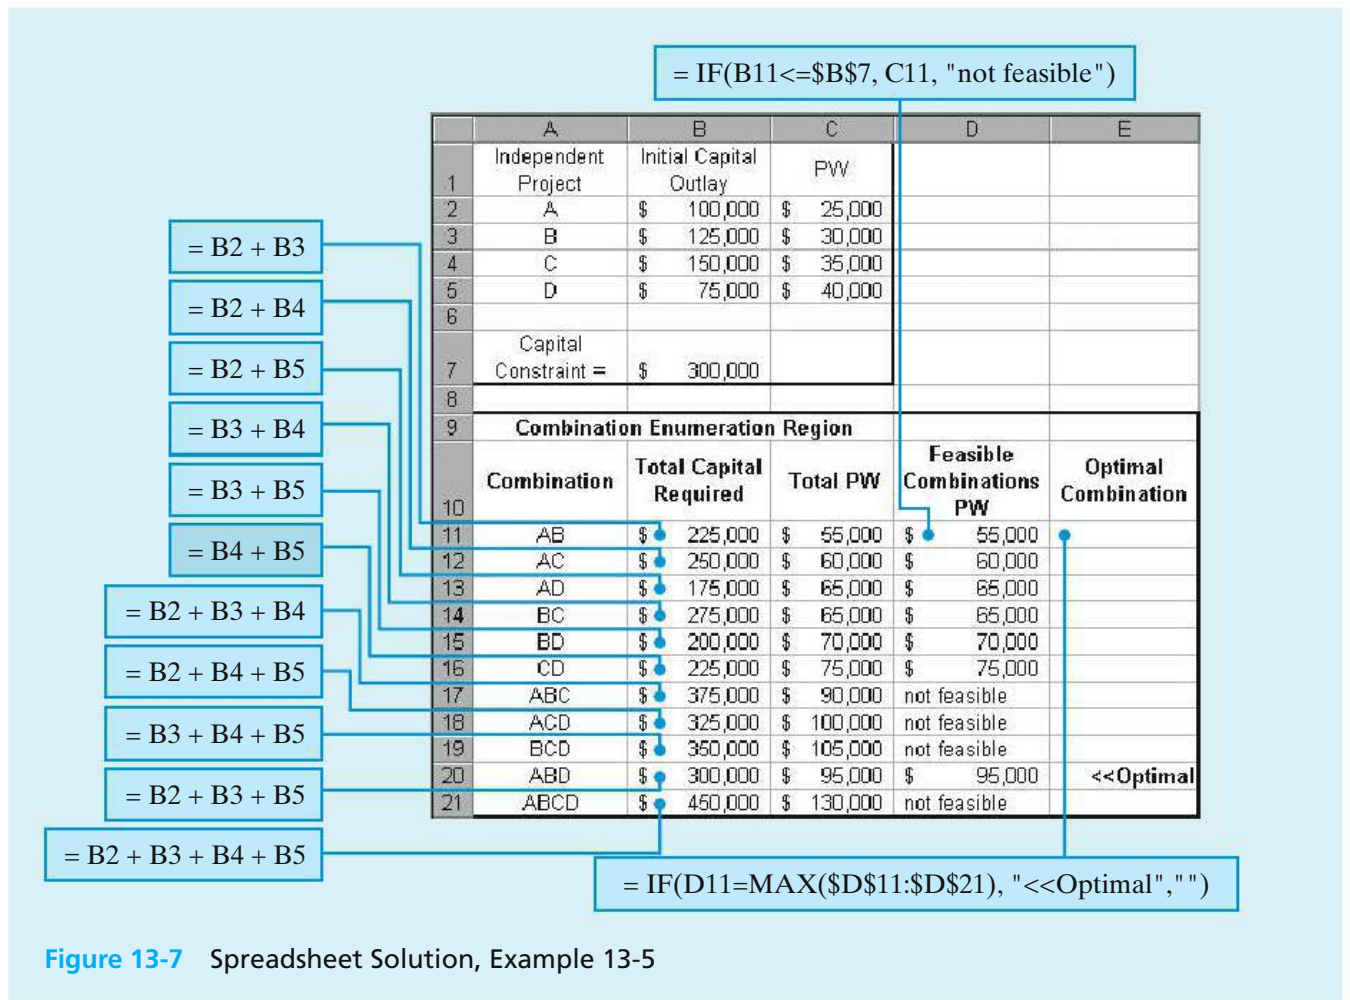 = IF(B11<=$B$7, C11, "not feasible")
A B C D E
Independent Initial Capital
1 Project Outlay PW
2 A $ 100,000 $ 25,000
3 B $ 125,000 $ 30,000
4 C $ 150,000 $ 35,000
5 D $ 75,000 $ 40,000
6
Capital
7 Constraint = $ 300,000
8
9 Combination Enumeration Region
Feasible
Combination Total Capital Total PW Combinations Optimal
10 Required PW Combination
11 AB $ 225,000 $ 55,000 $ 55,000
12 AC $ 250,000 $ 60,000 $ 60,000
13 AD $ 175,000 $ 65,000 $ 65,000
14 BC $ 275,000 $ 65,000 $ 65,000
15 BD $ 200,000 $ 70,000 $ 70,000
16 CD $ 225,000 $ 75,000 $ 75,000
17 ABC $ 375,000 $ 90,000 not feasible
18 ACD $ 325,000 $ 100,000 not feasible
19 BCD $ 350,000 $ 105,000 not feasible
20 ABD $ 300,000 $ 95,000 $ 95,000 <<Optimal
21 ABCD $ 450,000 $ 130,000 not feasible
= B2 + B3
= B2 + B4
= B2 + B5
= B3 + B4
= B3 + B5
= B4 + B5
= B2 + B3 + B4
= B2 + B4 + B5
= B3 + B4 + B5
= B2 + B3 + B5
= B2 + B3 + B4 + B5
= IF(D11=MAX($D$11:$D$21), "<<Optimal","")
Figure 13-7 Spreadsheet Solution, Example 13-5